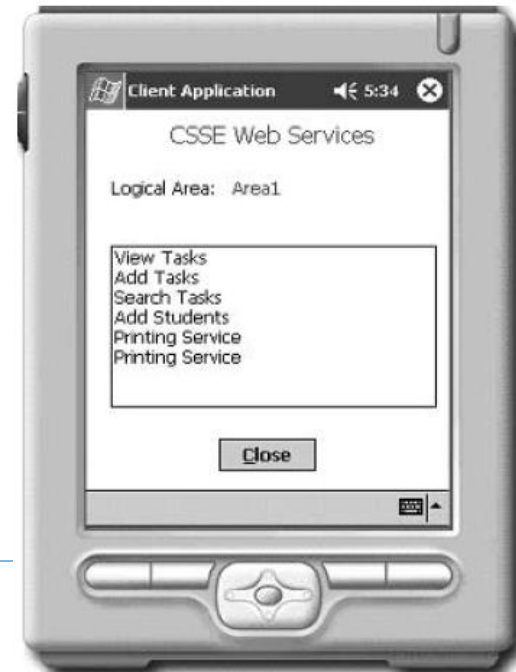 Client Application 5:34
CSSE Web Services
Logical Area: Area1
View Tasks
Add Tasks
Search Tasks
Add Students
Printing Service
Printing Service
Close